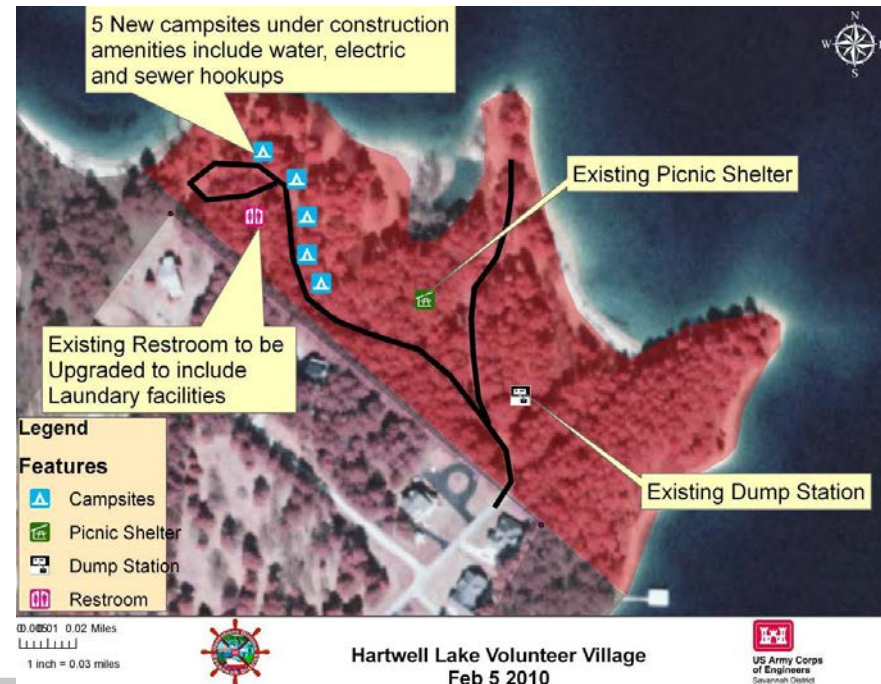 5 New campsites under construction
amenities include water, electric
and sewer hookups
N
W
S
Existing Picnic Shelter
Existing Restroom to be
Upgraded to include
Laundary facilities
Existing Dump Station
Legend
Features
Campsites
Picnic Shelter
Dump Station
Restroom
0.02 Miles
1 inch = 0.03 miles
Hartwell Lake Volunteer Village
Feb 5 2010
US Army Corps
of Engineers
Savannah District